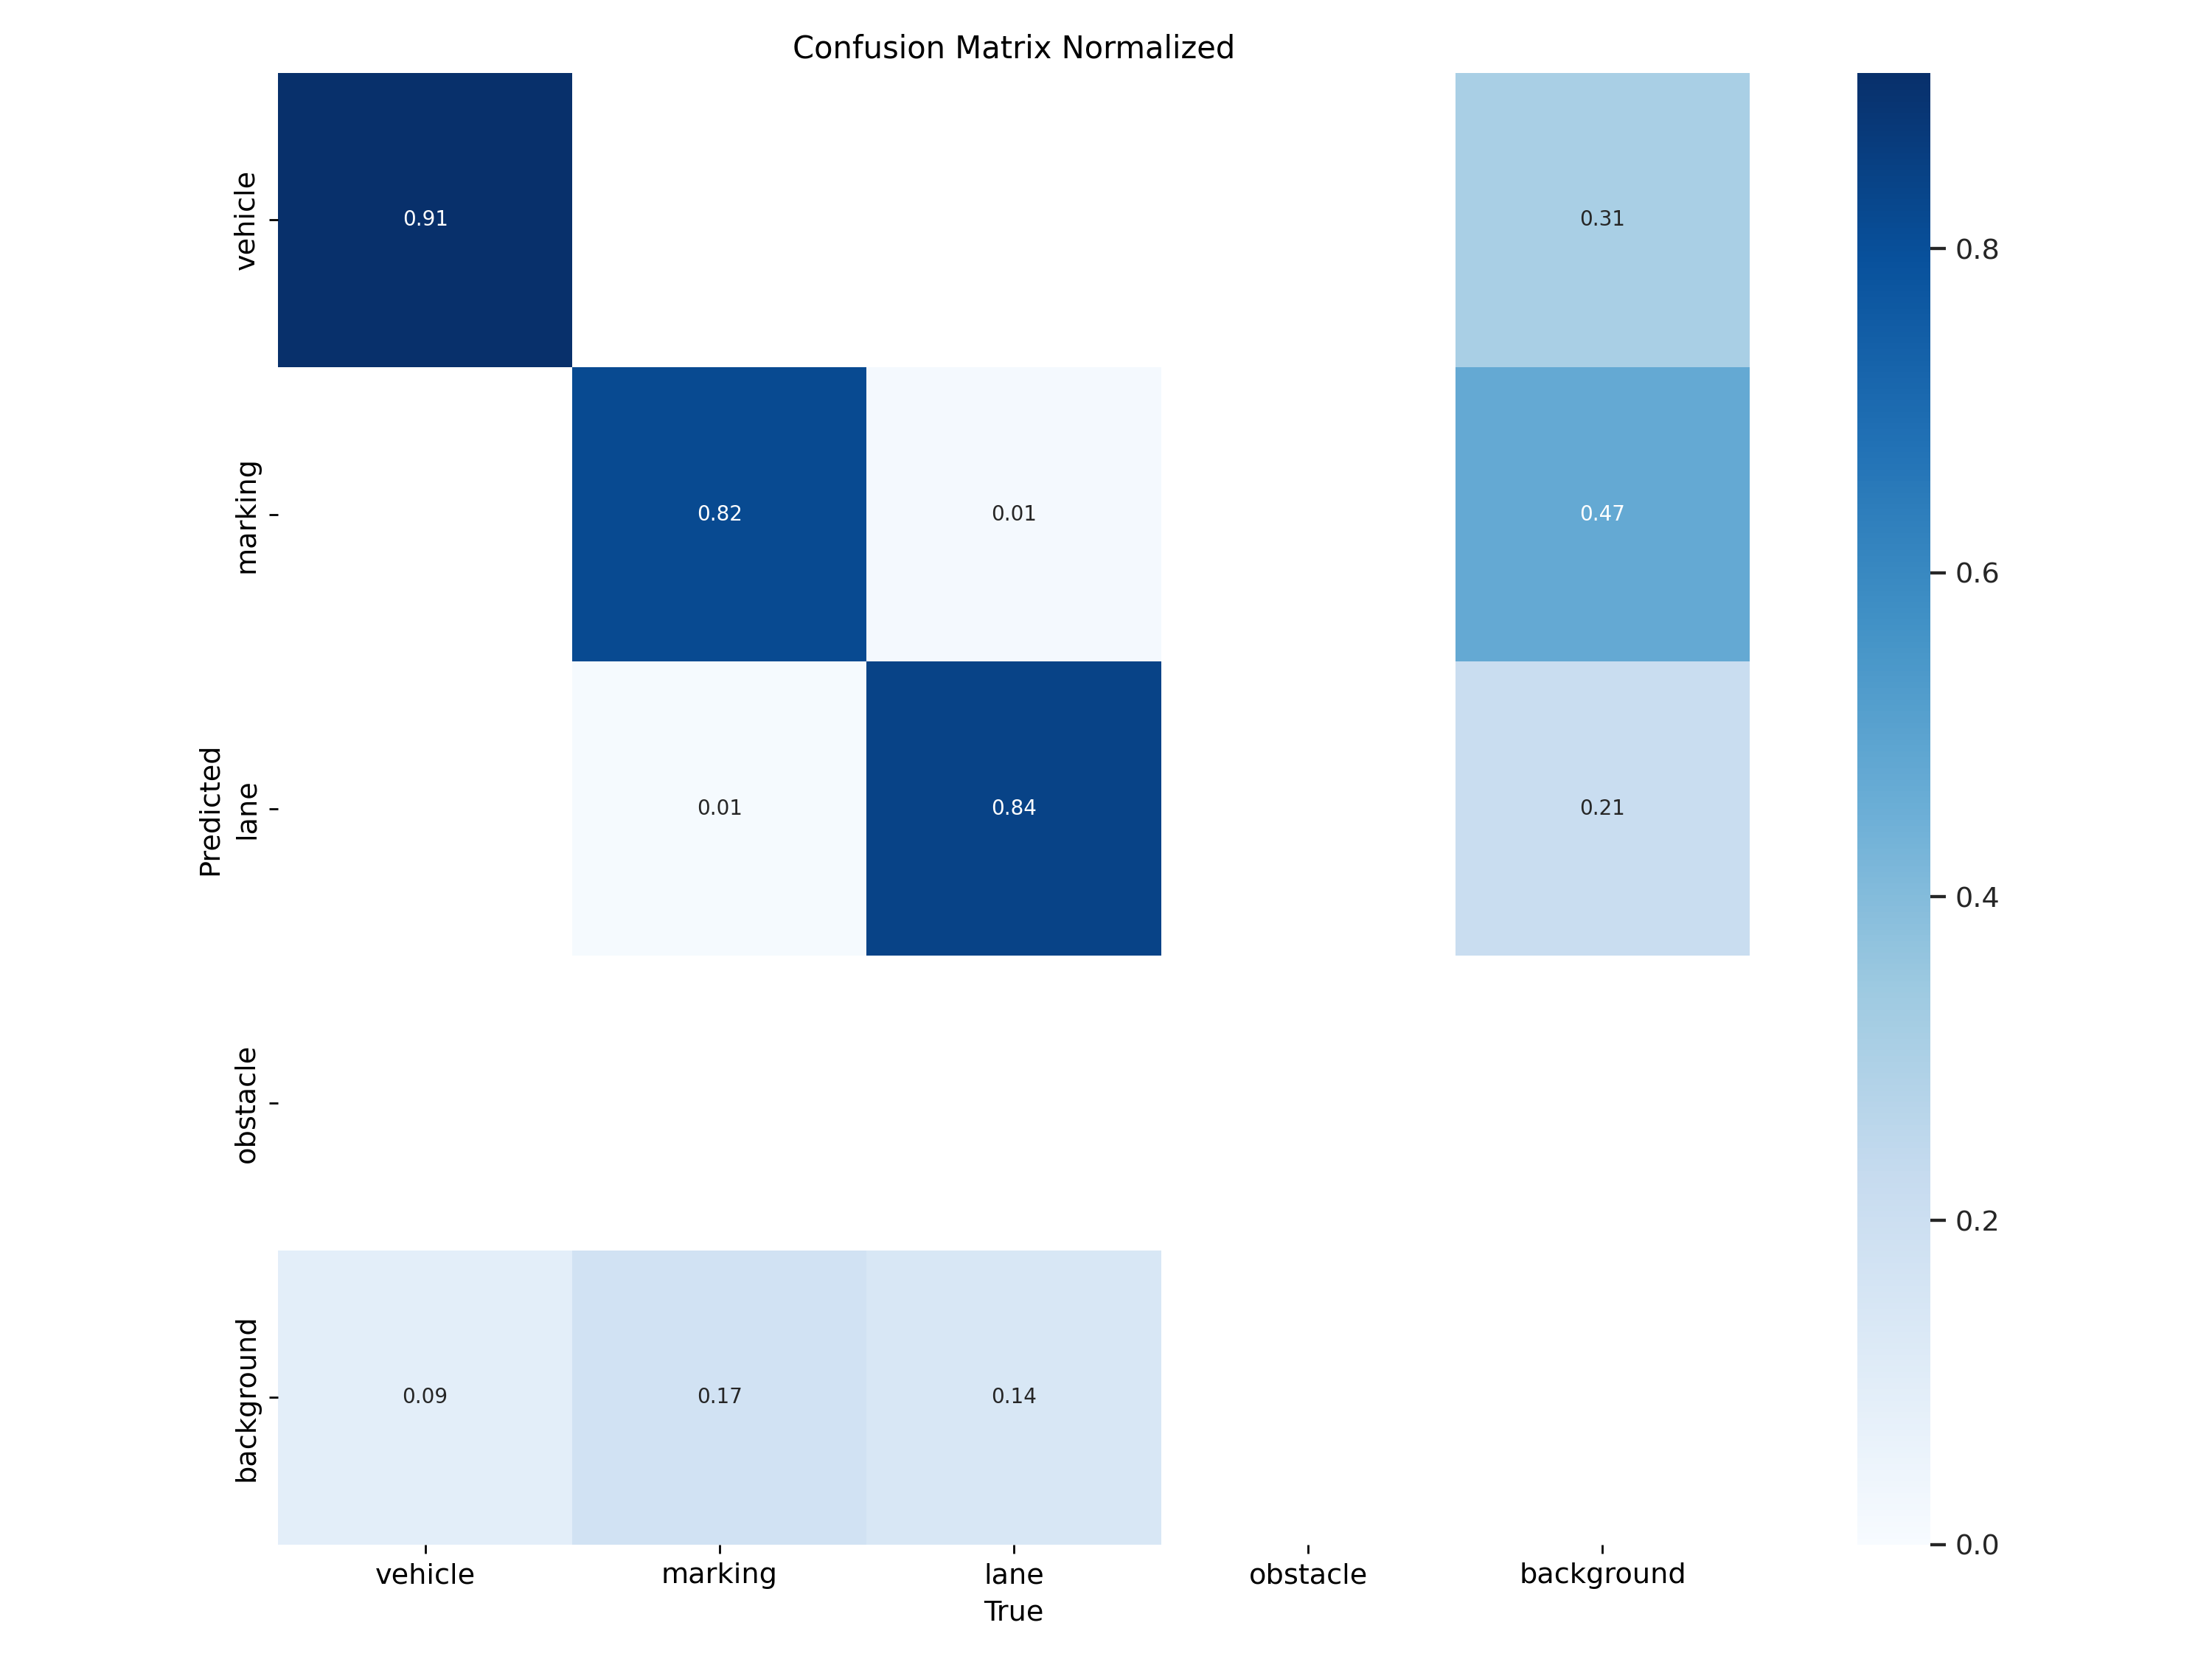 Confusion Matrix Normalized
vehicle
0.91
0.31
0.8
marking
0.82
0.01
0.47
0.6
Predicted
lane
0.01
0.84
0.21
0.4
obstacle
0.2
background
0.09
0.17
0.14
0.0
vehicle
marking
lane
obstacle
background
True